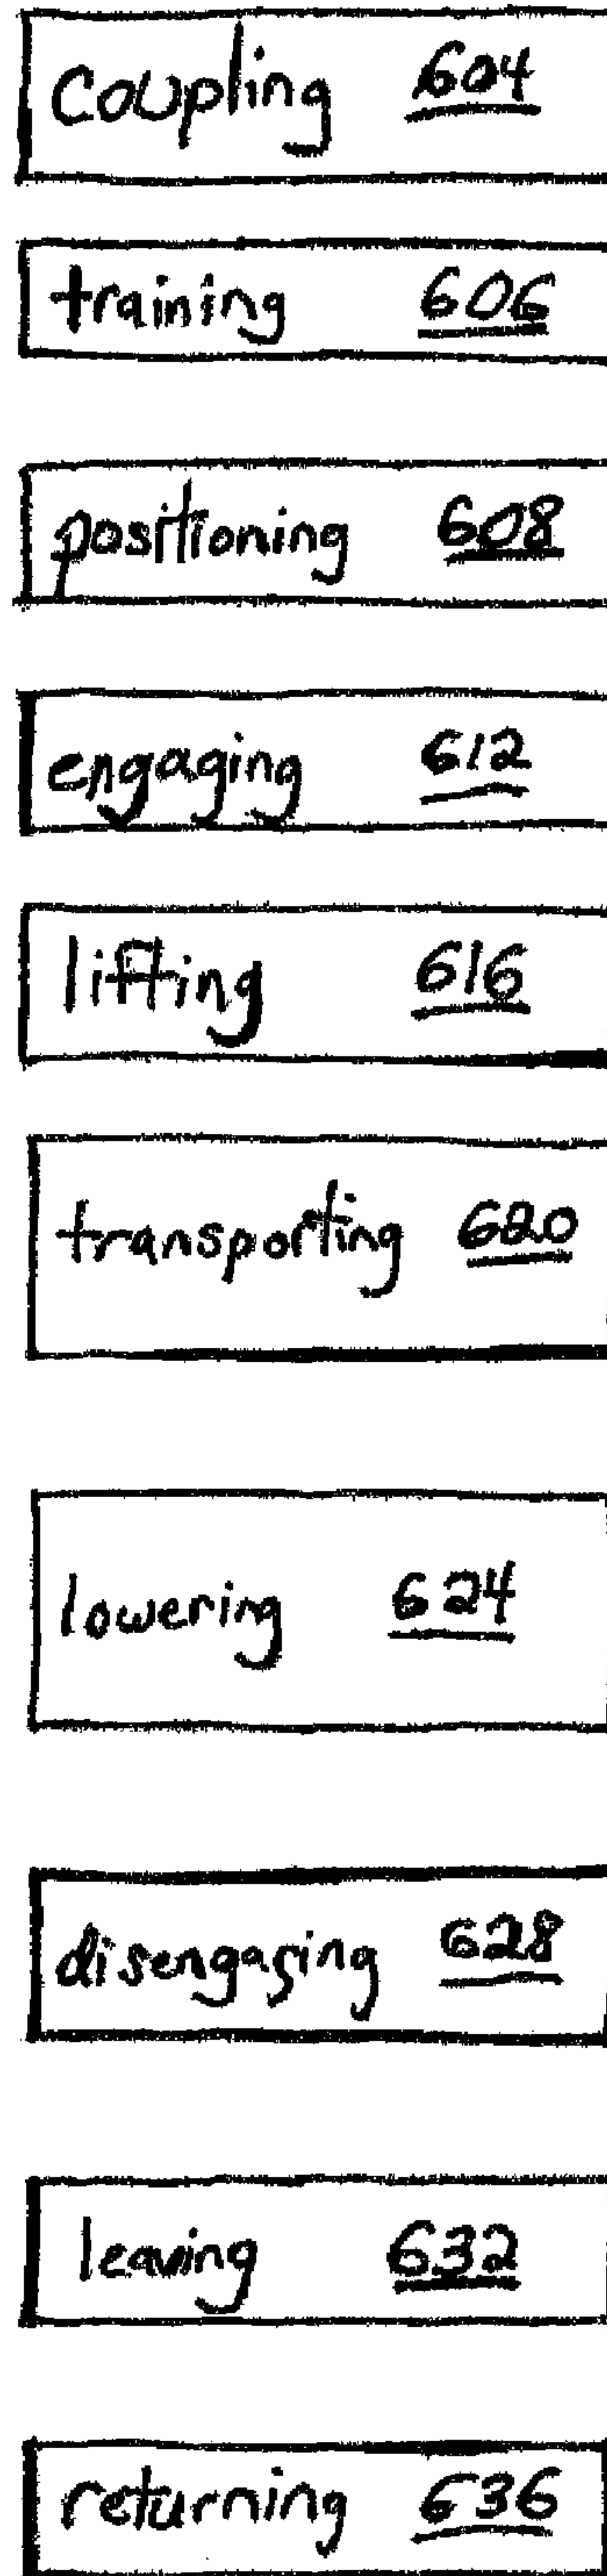 coupling 604
training 606
positioning 608
engaging 612
lifting 616
transporting 620
lowering 624
disengaging 628
leaving 632
returning 636